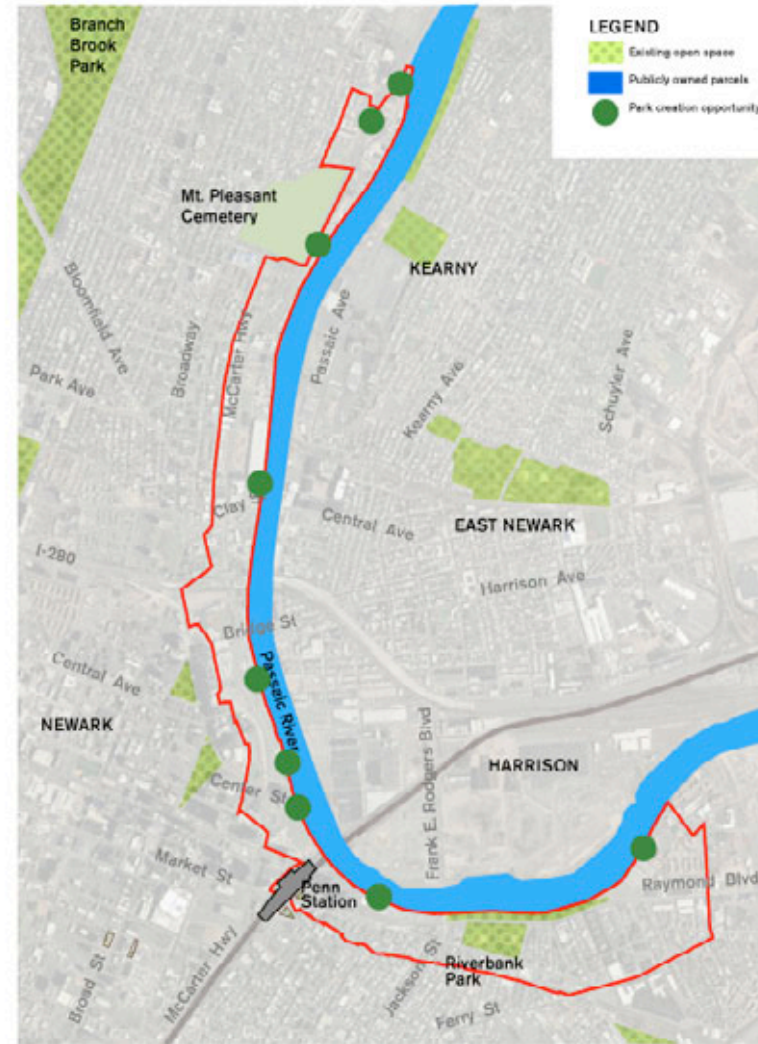 Branch
Brook
Park
LEGEND
Existing open space
Publicly owned parcels
Park creation opportunity
Mt. Pleasant
Cemetery
KEARNY
Bloomfield Ave
Broadway
McCarter Hwy
Passaic Ave
Park Ave
Kearny Ave
Schuyler Ave
Clay S
Central Ave
EAST NEWARK
I-280
Harrison Ave
Bridge St
Central Ave
Passaic River
NEWARK
Frank E. Rodgers Blvd
HARRISON
Center St
Market St
Penn
Station
Raymond Blvd
Riverbank
Park
Jackson St
Broad St
McCarter Hwy
Ferry St